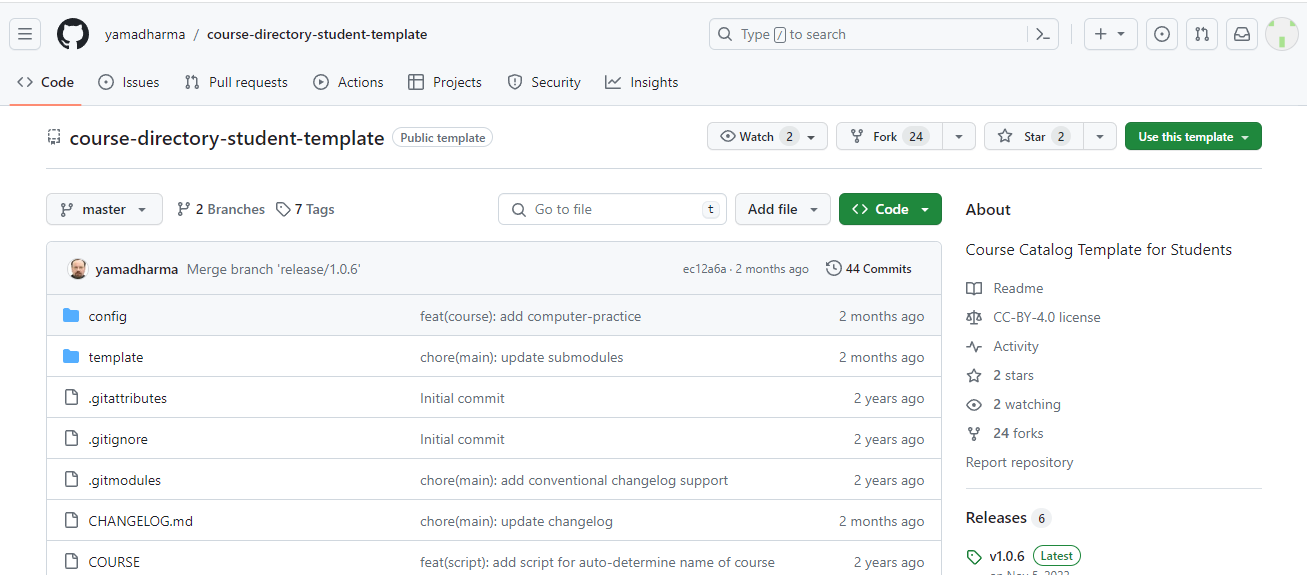 yamadharma / course-directory-student-template
Type / to search
Code Issues Pull requests Actions Projects Security Insights
course-directory-student-template Public template
Watch 2 Fork 24 Star 2 Use this template
master 2 Branches 7 Tags Go to file t Add file Code
About
Course Catalog Template for Students
yamadharma Merge branch 'release/1.0.6' ec12a6a · 2 months ago 44 Commits
config feat(course): add computer-practice 2 months ago
template chore(main): update submodules 2 months ago
.gitattributes Initial commit 2 years ago
.gitignore Initial commit 2 years ago
.gitmodules chore(main): add conventional changelog support 2 years ago
CHANGELOG.md chore(main): update changelog 2 months ago
COURSE feat(script): add script for auto-determine name of course 2 years ago
Readme
CC-BY-4.0 license
Activity
2 stars
2 watching
24 forks
Report repository
Releases 6
v1.0.6 Latest